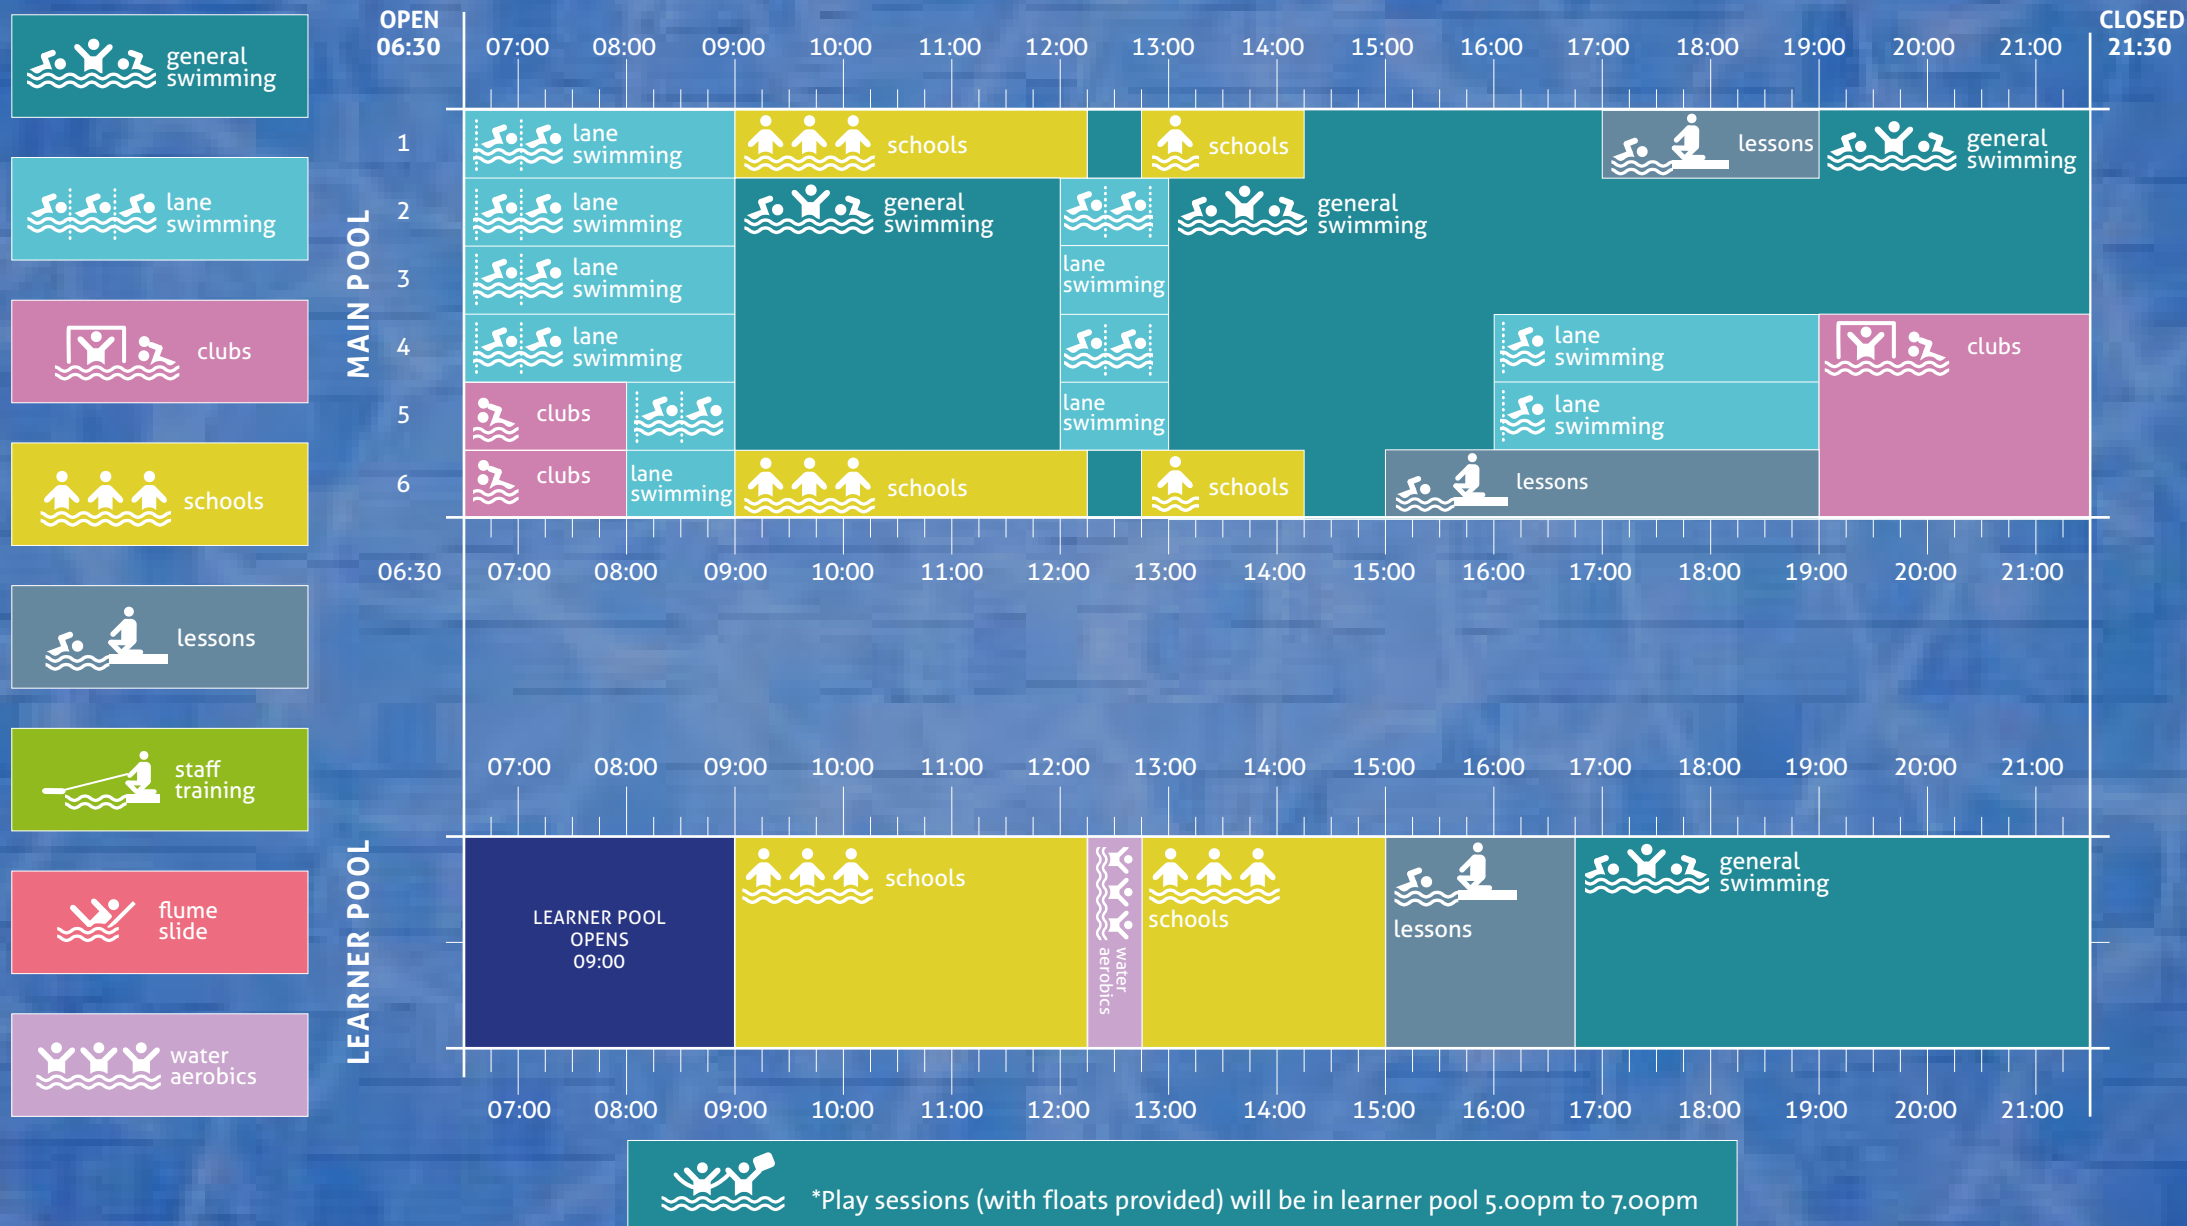 general
swimming
lane
swimming
clubs
schools
lessons
staff
training
flume
slide
water
aerobics
OPEN
06:30 07:00 08:00 09:00 10:00 11:00 12:00 13:00 14:00 15:00 16:00 17:00 18:00 19:00 20:00 21:00
CLOSED
21:30
MAIN POOL
1
lane
swimming
schools
schools
lessons
general
swimming
2
lane
swimming
general
swimming
general
swimming
3
lane
swimming
lane
swimming
4
lane
swimming
lane
swimming
clubs
5
clubs
lane
swimming
lane
swimming
6
clubs
lane
swimming
schools
schools
lessons
06:30 07:00 08:00 09:00 10:00 11:00 12:00 13:00 14:00 15:00 16:00 17:00 18:00 19:00 20:00 21:00
07:00 08:00 09:00 10:00 11:00 12:00 13:00 14:00 15:00 16:00 17:00 18:00 19:00 20:00 21:00
LEARNER POOL
LEARNER POOL
OPENS
09:00
schools
water
aerobics
schools
lessons
general
swimming
07:00 08:00 09:00 10:00 11:00 12:00 13:00 14:00 15:00 16:00 17:00 18:00 19:00 20:00 21:00
*Play sessions (with floats provided) will be in learner pool 5.00pm to 7.00pm